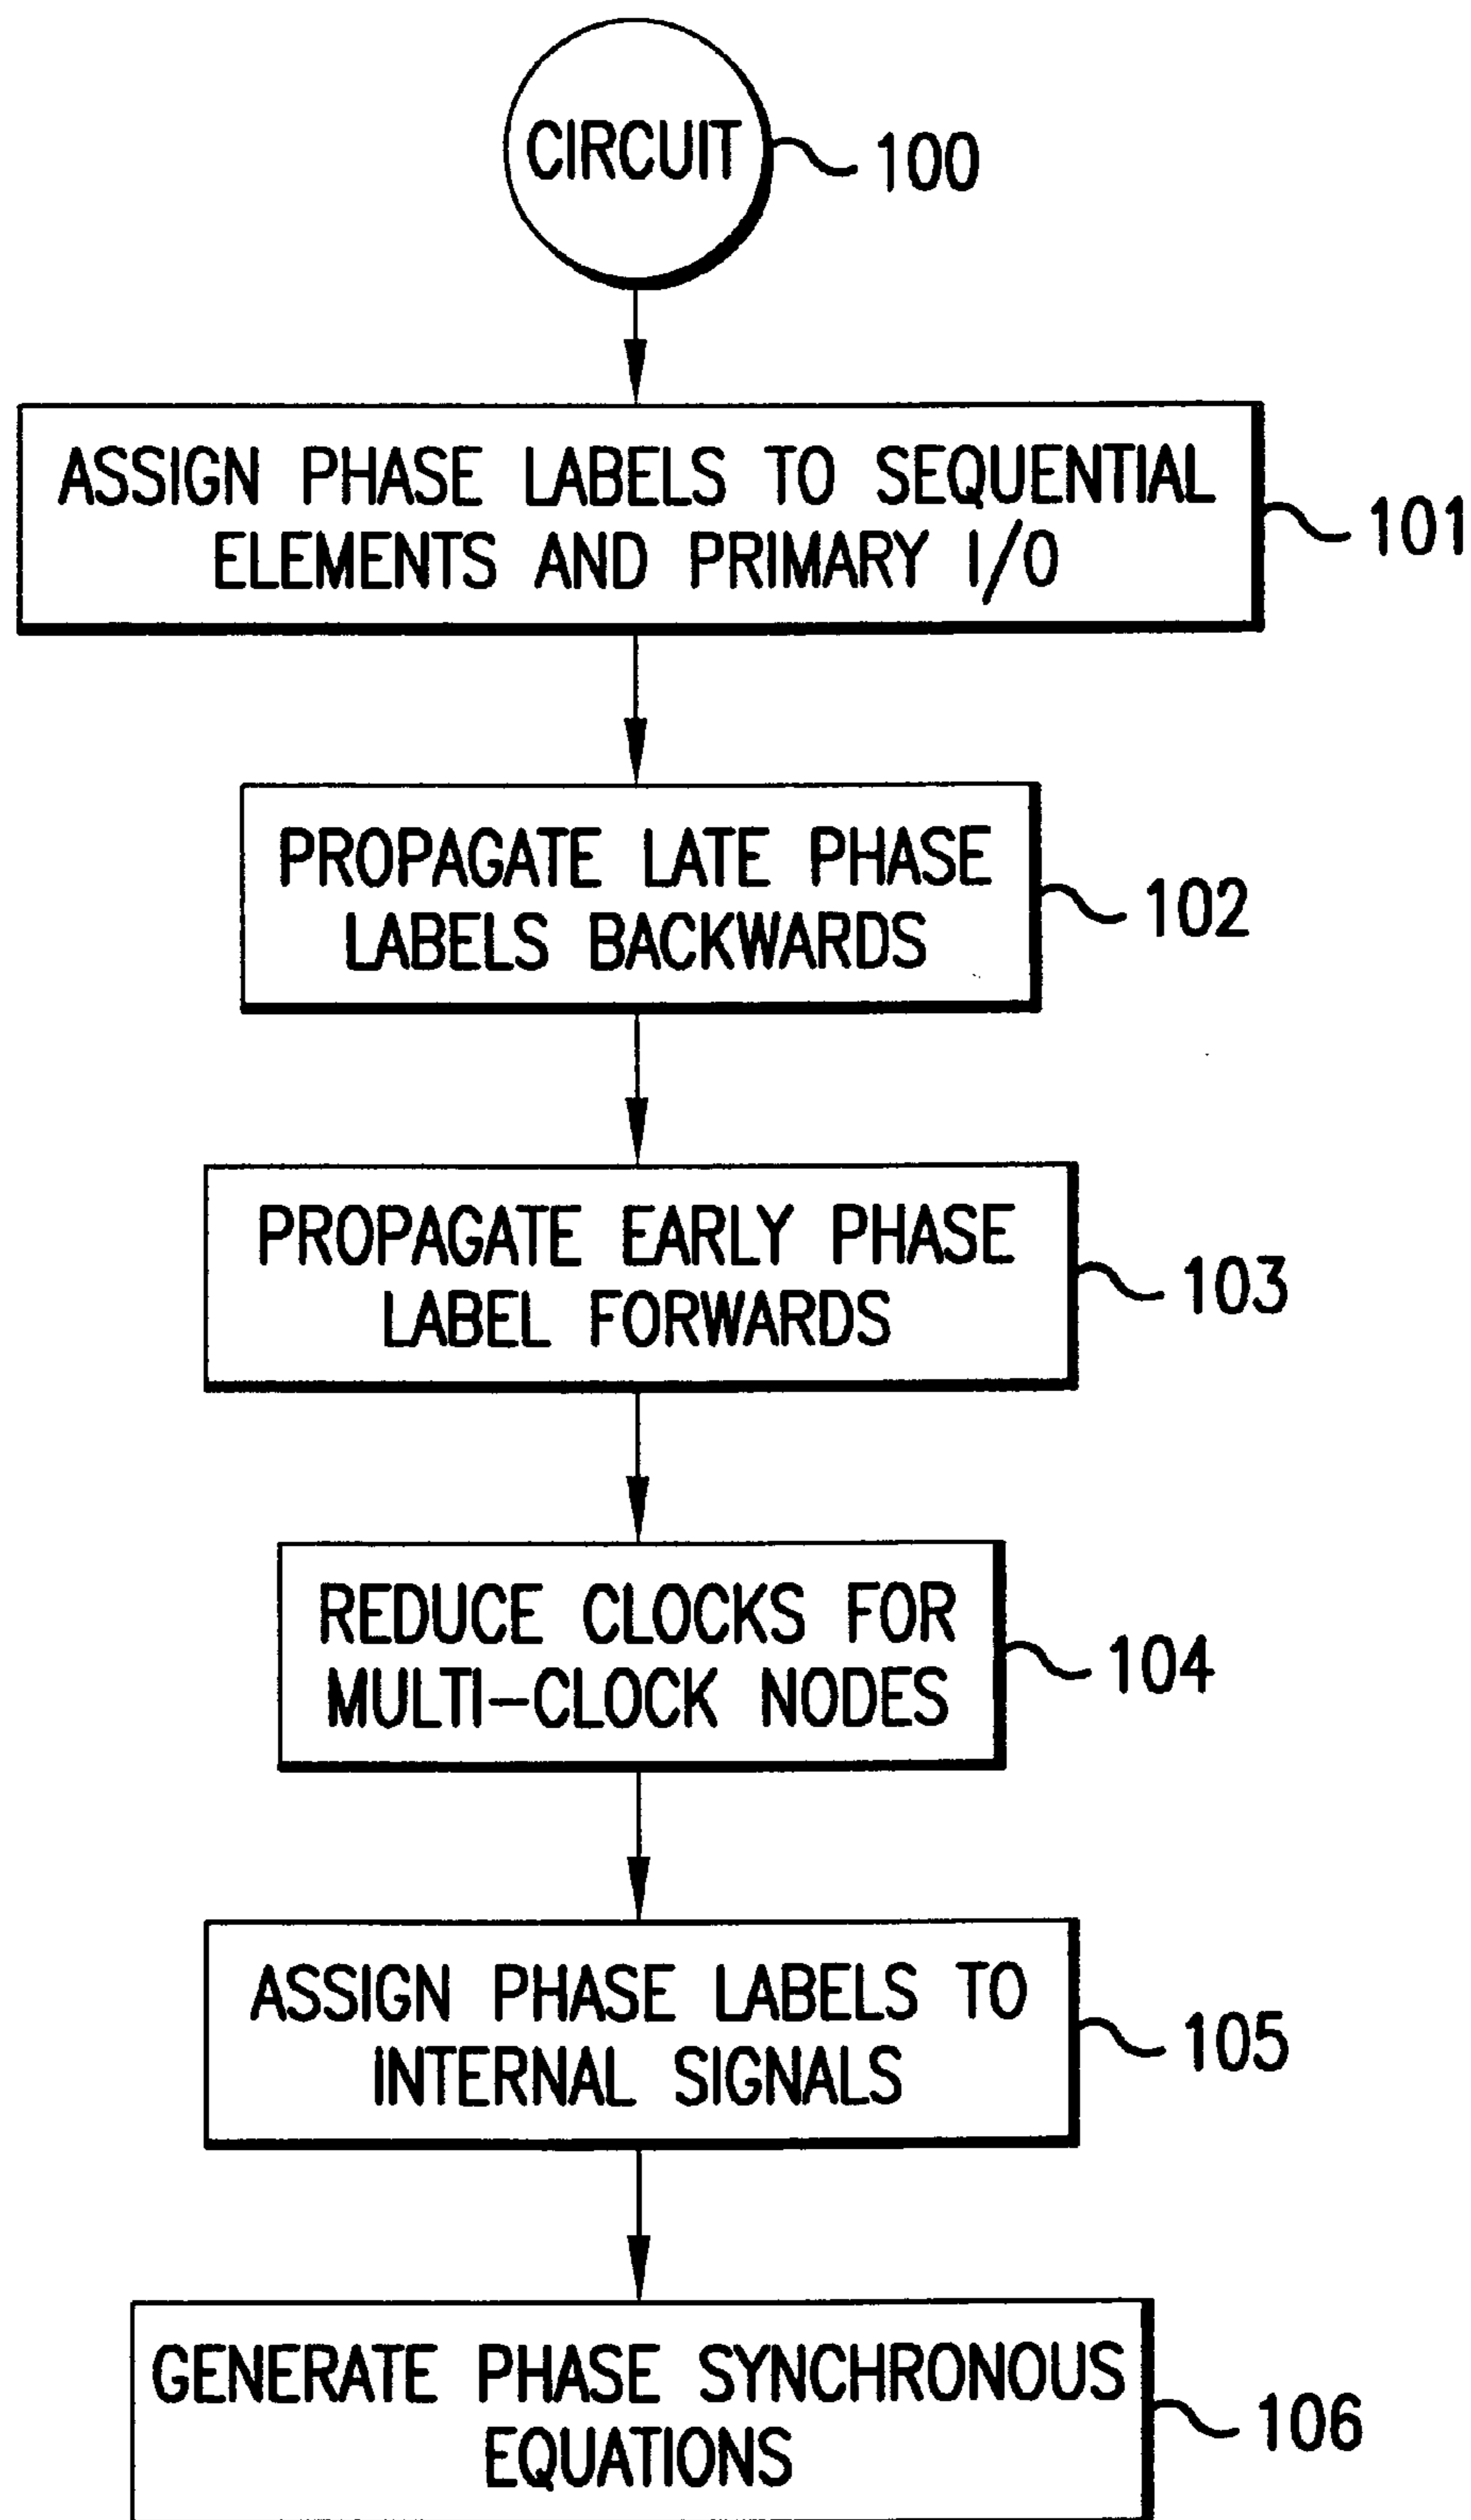 CIRCUIT
100
ASSIGN PHASE LABELS TO SEQUENTIAL
ELEMENTS AND PRIMARY I/O
101
PROPAGATE LATE PHASE
LABELS BACKWARDS
102
PROPAGATE EARLY PHASE
LABEL FORWARDS
103
REDUCE CLOCKS FOR
MULTI-CLOCK NODES
104
ASSIGN PHASE LABELS TO
INTERNAL SIGNALS
105
GENERATE PHASE SYNCHRONOUS
EQUATIONS
106